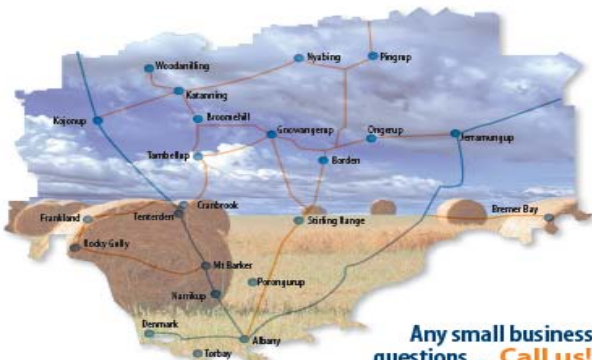 Woodanilling
Nyabing
Pingrup
Katanning
Kojonup
Broomehill
Gnowangerup
Ongerup
Jerramungup
Tambellup
Borden
Cranbrook
Frankland
Tenterden
Stirling Range
Bremer Bay
Rocky Gully
Mt Barker
Porongurup
Narrikup
Denmark
Albany
Torbay
Any small business
questions... Call us!